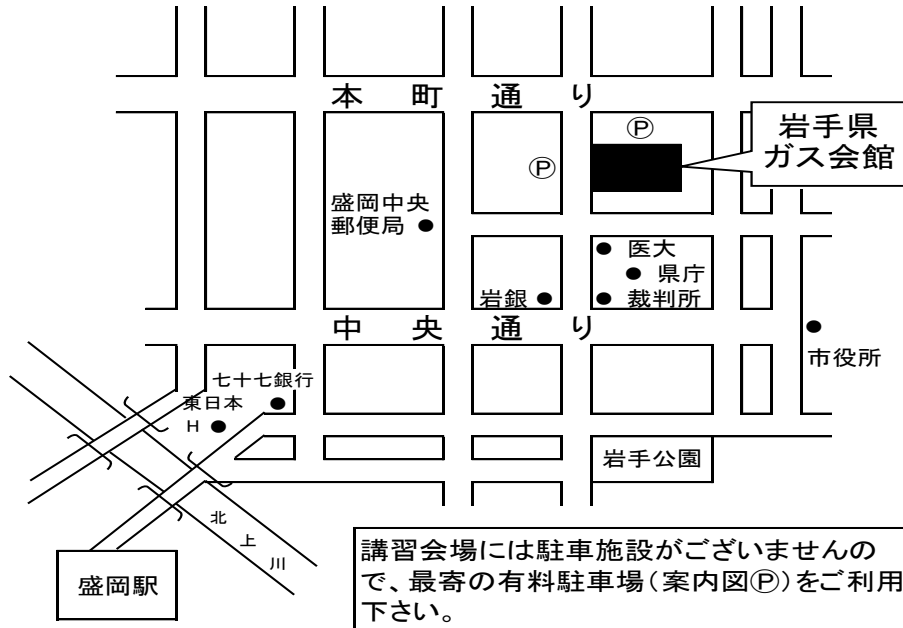 本町通り
Ⓟ
岩手県
ガス会館
Ⓟ
盛岡中央
郵便局
医大
県庁
岩銀
裁判所
中央通り
市役所
七十七銀行
東日本
H
岩手公園
北
上
川
盛岡駅
講習会場には駐車施設がございませんの
で、最寄の有料駐車場(案内図Ⓟ)をご利用
下さい。